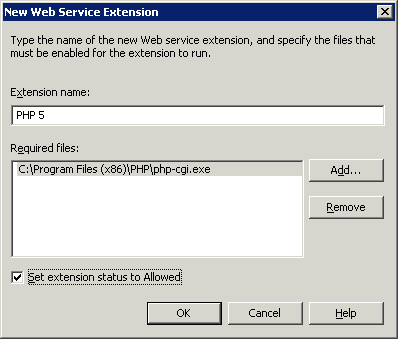 New Web Service Extension
Type the name of the new Web service extension, and specify the files that
must be enabled for the extension to run.
Extension name:
PHP 5
Required files:
C:\Program Files (x86)\PHP\php-cgi.exe
Add...
Remove
Set extension status to Allowed
OK
Cancel
Help